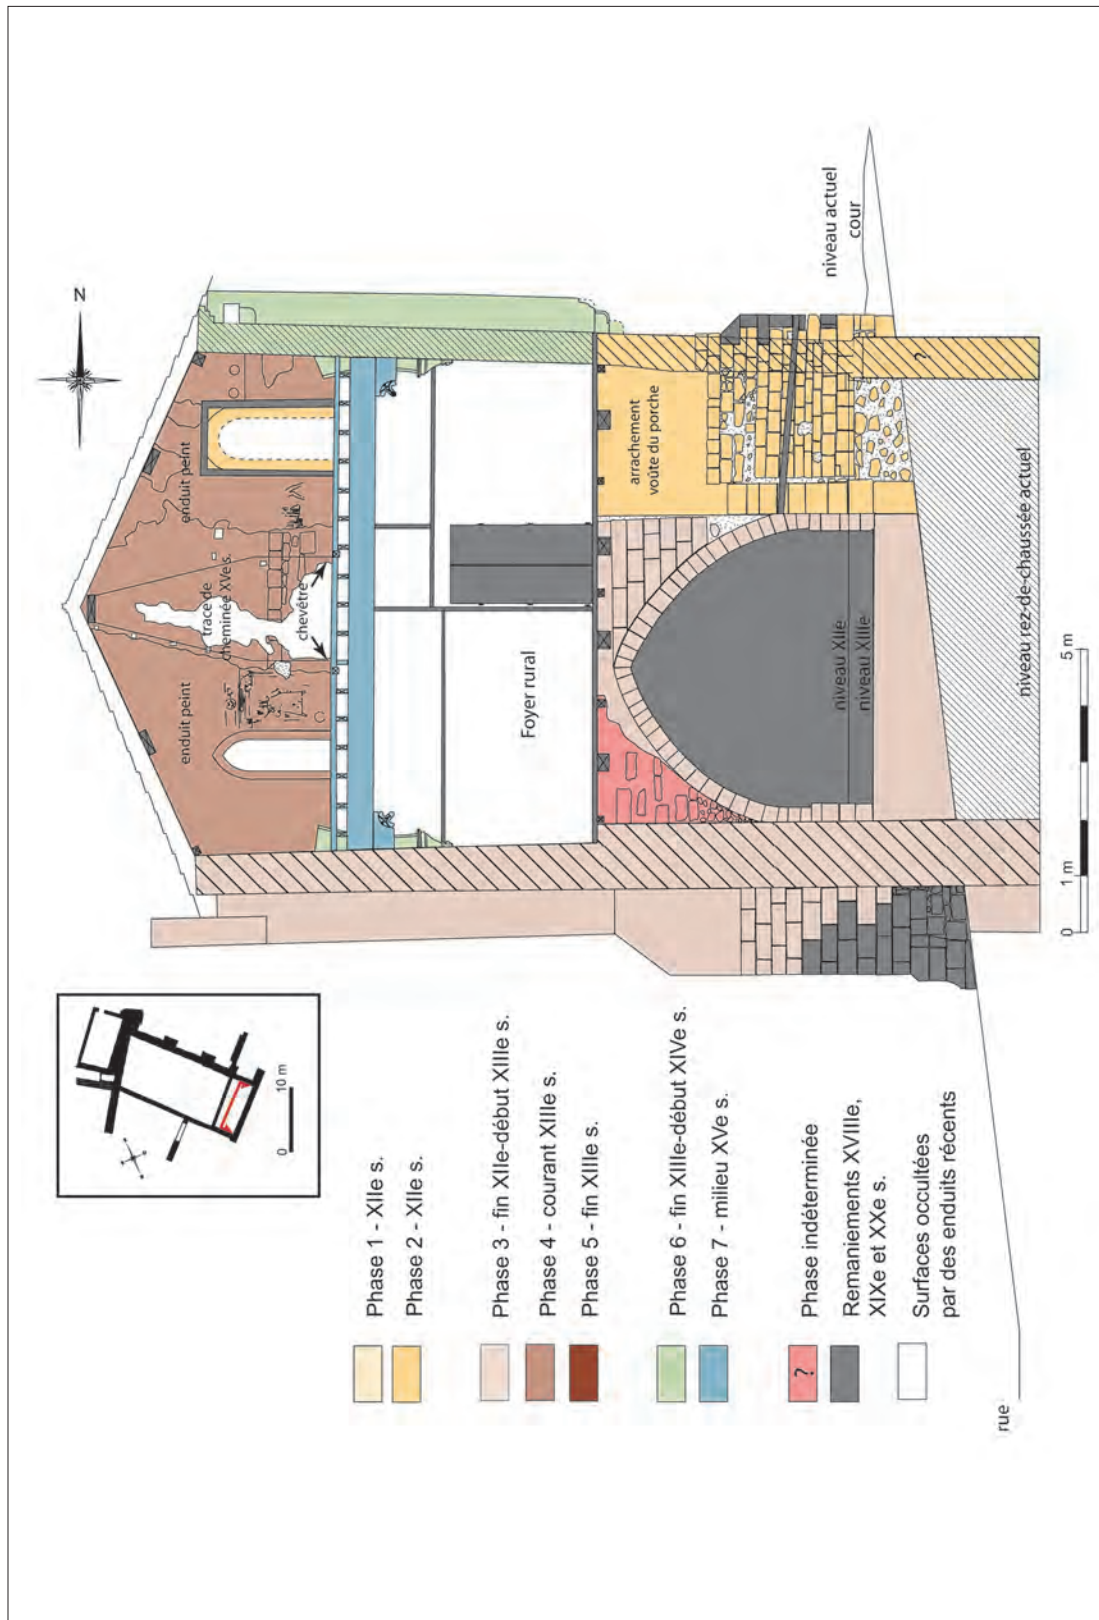 N
enduit peint
trace de
cheminée XVe s.
enduit peint
chevêtre
Foyer rural
arrachement
voûte du porche
niveau XIIe
niveau XIIIe
?
niveau actuel
cour
niveau rez-de-chaussée actuel
0
1 m
5 m
0
10 m
Phase 1 - XIIe s.
Phase 2 - XIIe s.
Phase 3 - fin XIIe-début XIIIe s.
Phase 4 - courant XIIIe s.
Phase 5 - fin XIIIe s.
Phase 6 - fin XIIIe-début XIVe s.
Phase 7 - milieu XVe s.
?
Phase indéterminée
Remaniements XVIIIe,
XIXe et XXe s.
Surfaces occultées
par des enduits récents
rue